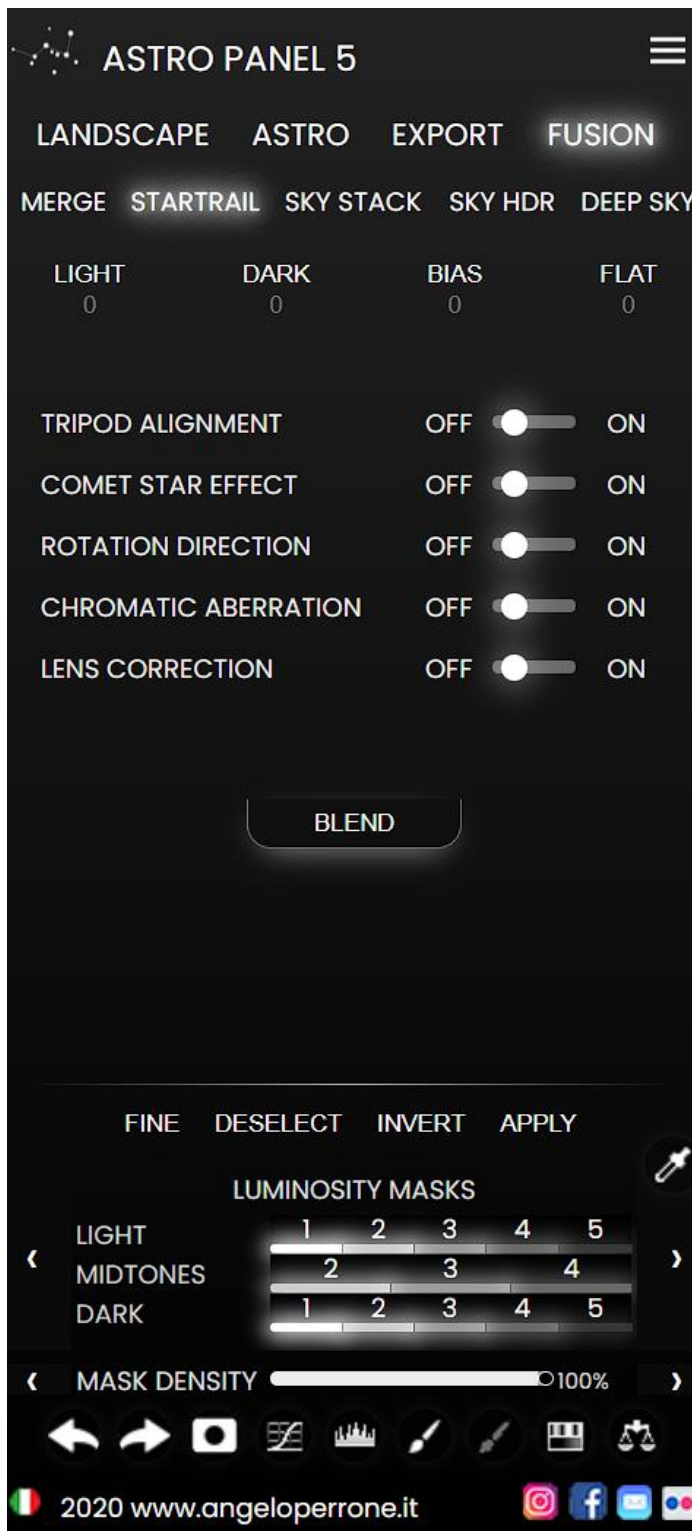 ASTRO PANEL 5
LANDSCAPE ASTRO EXPORT FUSION
MERGE STARTRAIL SKY STACK SKY HDR DEEP SKY
LIGHT DARK BIAS FLAT
0 0 0 0
TRIPOD ALIGNMENT OFF ON
COMET STAR EFFECT OFF ON
ROTATION DIRECTION OFF ON
CHROMATIC ABERRATION OFF ON
LENS CORRECTION OFF ON
BLEND
FINE DESELECT INVERT APPLY
LUMINOSITY MASKS
LIGHT 1 2 3 4 5
MIDTONES 2 3 4
DARK 1 2 3 4 5
MASK DENSITY 100%
2020 www.angeloperrone.it